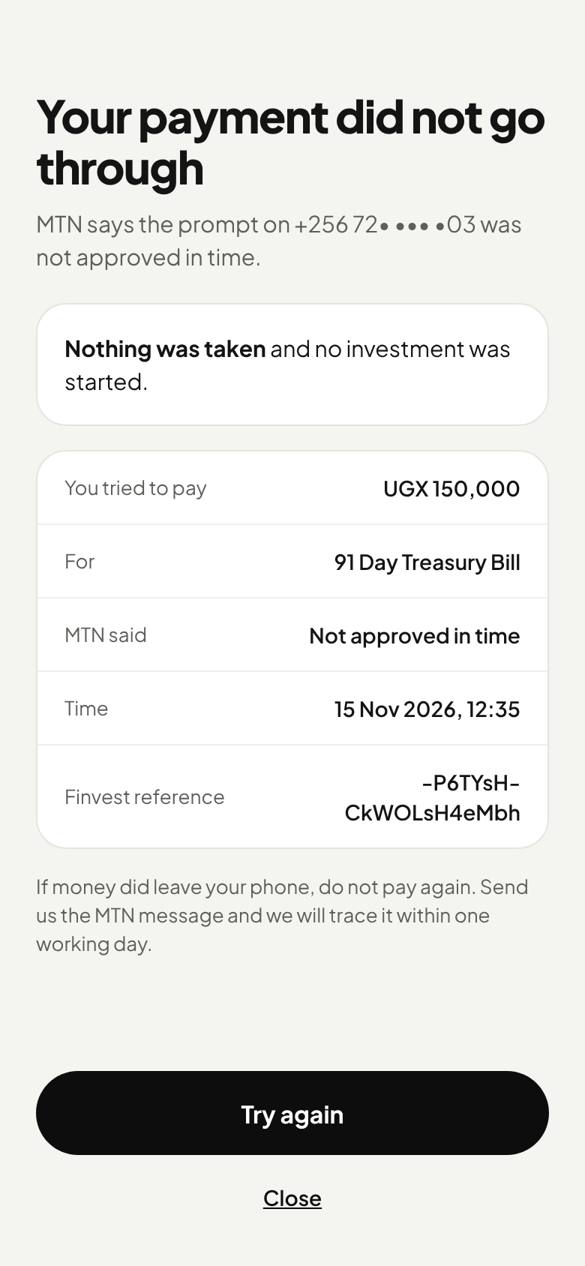 Your payment did not go
through
MTN says the prompt on +256 72• ••• •03 was
not approved in time.
Nothing was taken and no investment was
started.
You tried to pay UGX 150,000
For 91 Day Treasury Bill
MTN said Not approved in time
Time 15 Nov 2026, 12:35
Finvest reference -P6TYsH-
CkWOLsH4eMbh
If money did leave your phone, do not pay again. Send
us the MTN message and we will trace it within one
working day.
Try again
Close